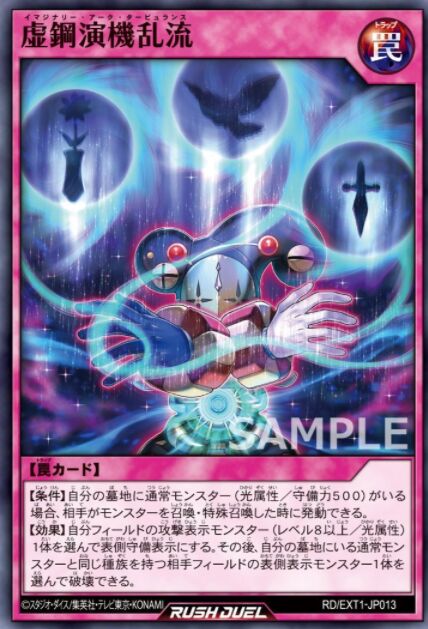 イマジナリー・アーク・タービュランス
虚鋼演機乱流
トラップ
罠
SAMPLE
トラップ
【罠カード】
【条件】自分の墓地に通常モンスター(光属性/守備力500)がいる
場合、相手がモンスターを召喚・特殊召喚した時に発動できる。
【効果】自分フィールドの攻撃表示モンスター(レベル8以上/光属性)
1体を選んで表側守備表示にする。その後、自分の墓地にいる通常モン
スターと同じ種族を持つ相手フィールドの表側表示モンスター1体を
選んで破壊できる。
©スタジオ・ダイス/集英社・テレビ東京・KONAMI
RUSH DUEL
RD/EXT1-JP013